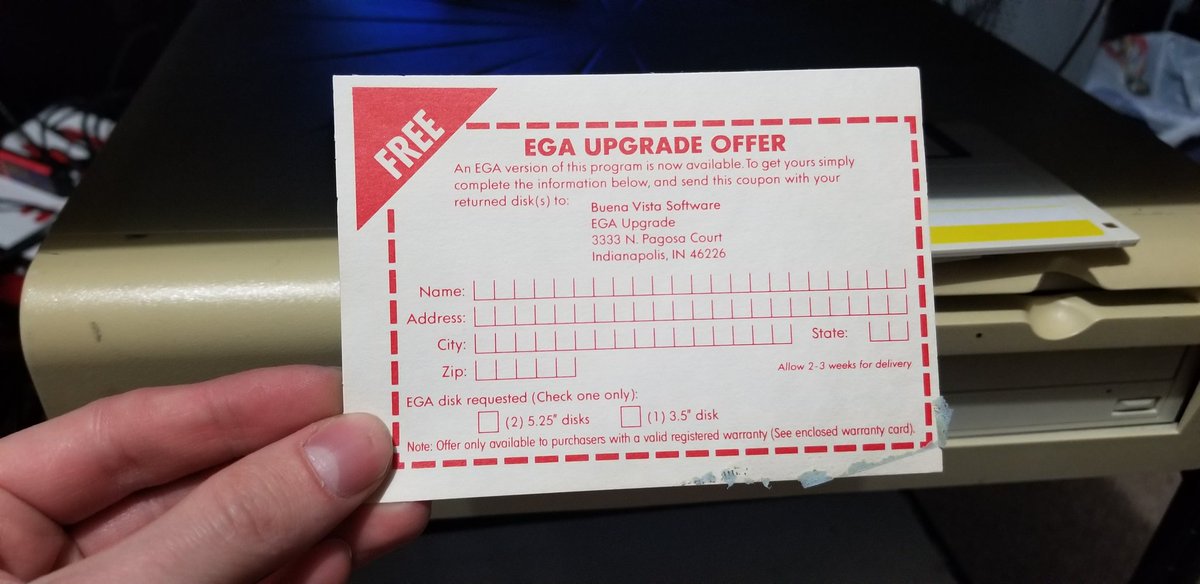 FREE
EGA UPGRADE OFFER
An EGA version of this program is now available. To get yours simply
complete the information below, and send this coupon with your
returned disk(s) to:
Buena Vista Software
EGA Upgrade
3333 N. Pagosa Court
Indianapolis, IN 46226
Name:
Address:
City:
State:
Zip:
Allow 2-3 weeks for delivery
EGA disk requested (Check one only):
(2) 5.25" disks
(1) 3.5" disk
Note: Offer only available to purchasers with a valid registered warranty (See enclosed warranty card).